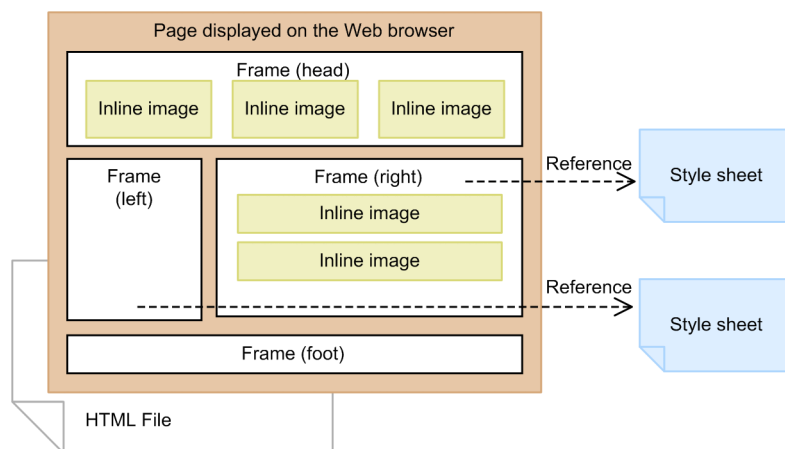 Page displayed on the Web browser
Frame (head)
Inline image
Inline image
Inline image
Frame
(left)
Frame (right)
Inline image
Inline image
Reference
Style sheet
Reference
Style sheet
Frame (foot)
HTML File